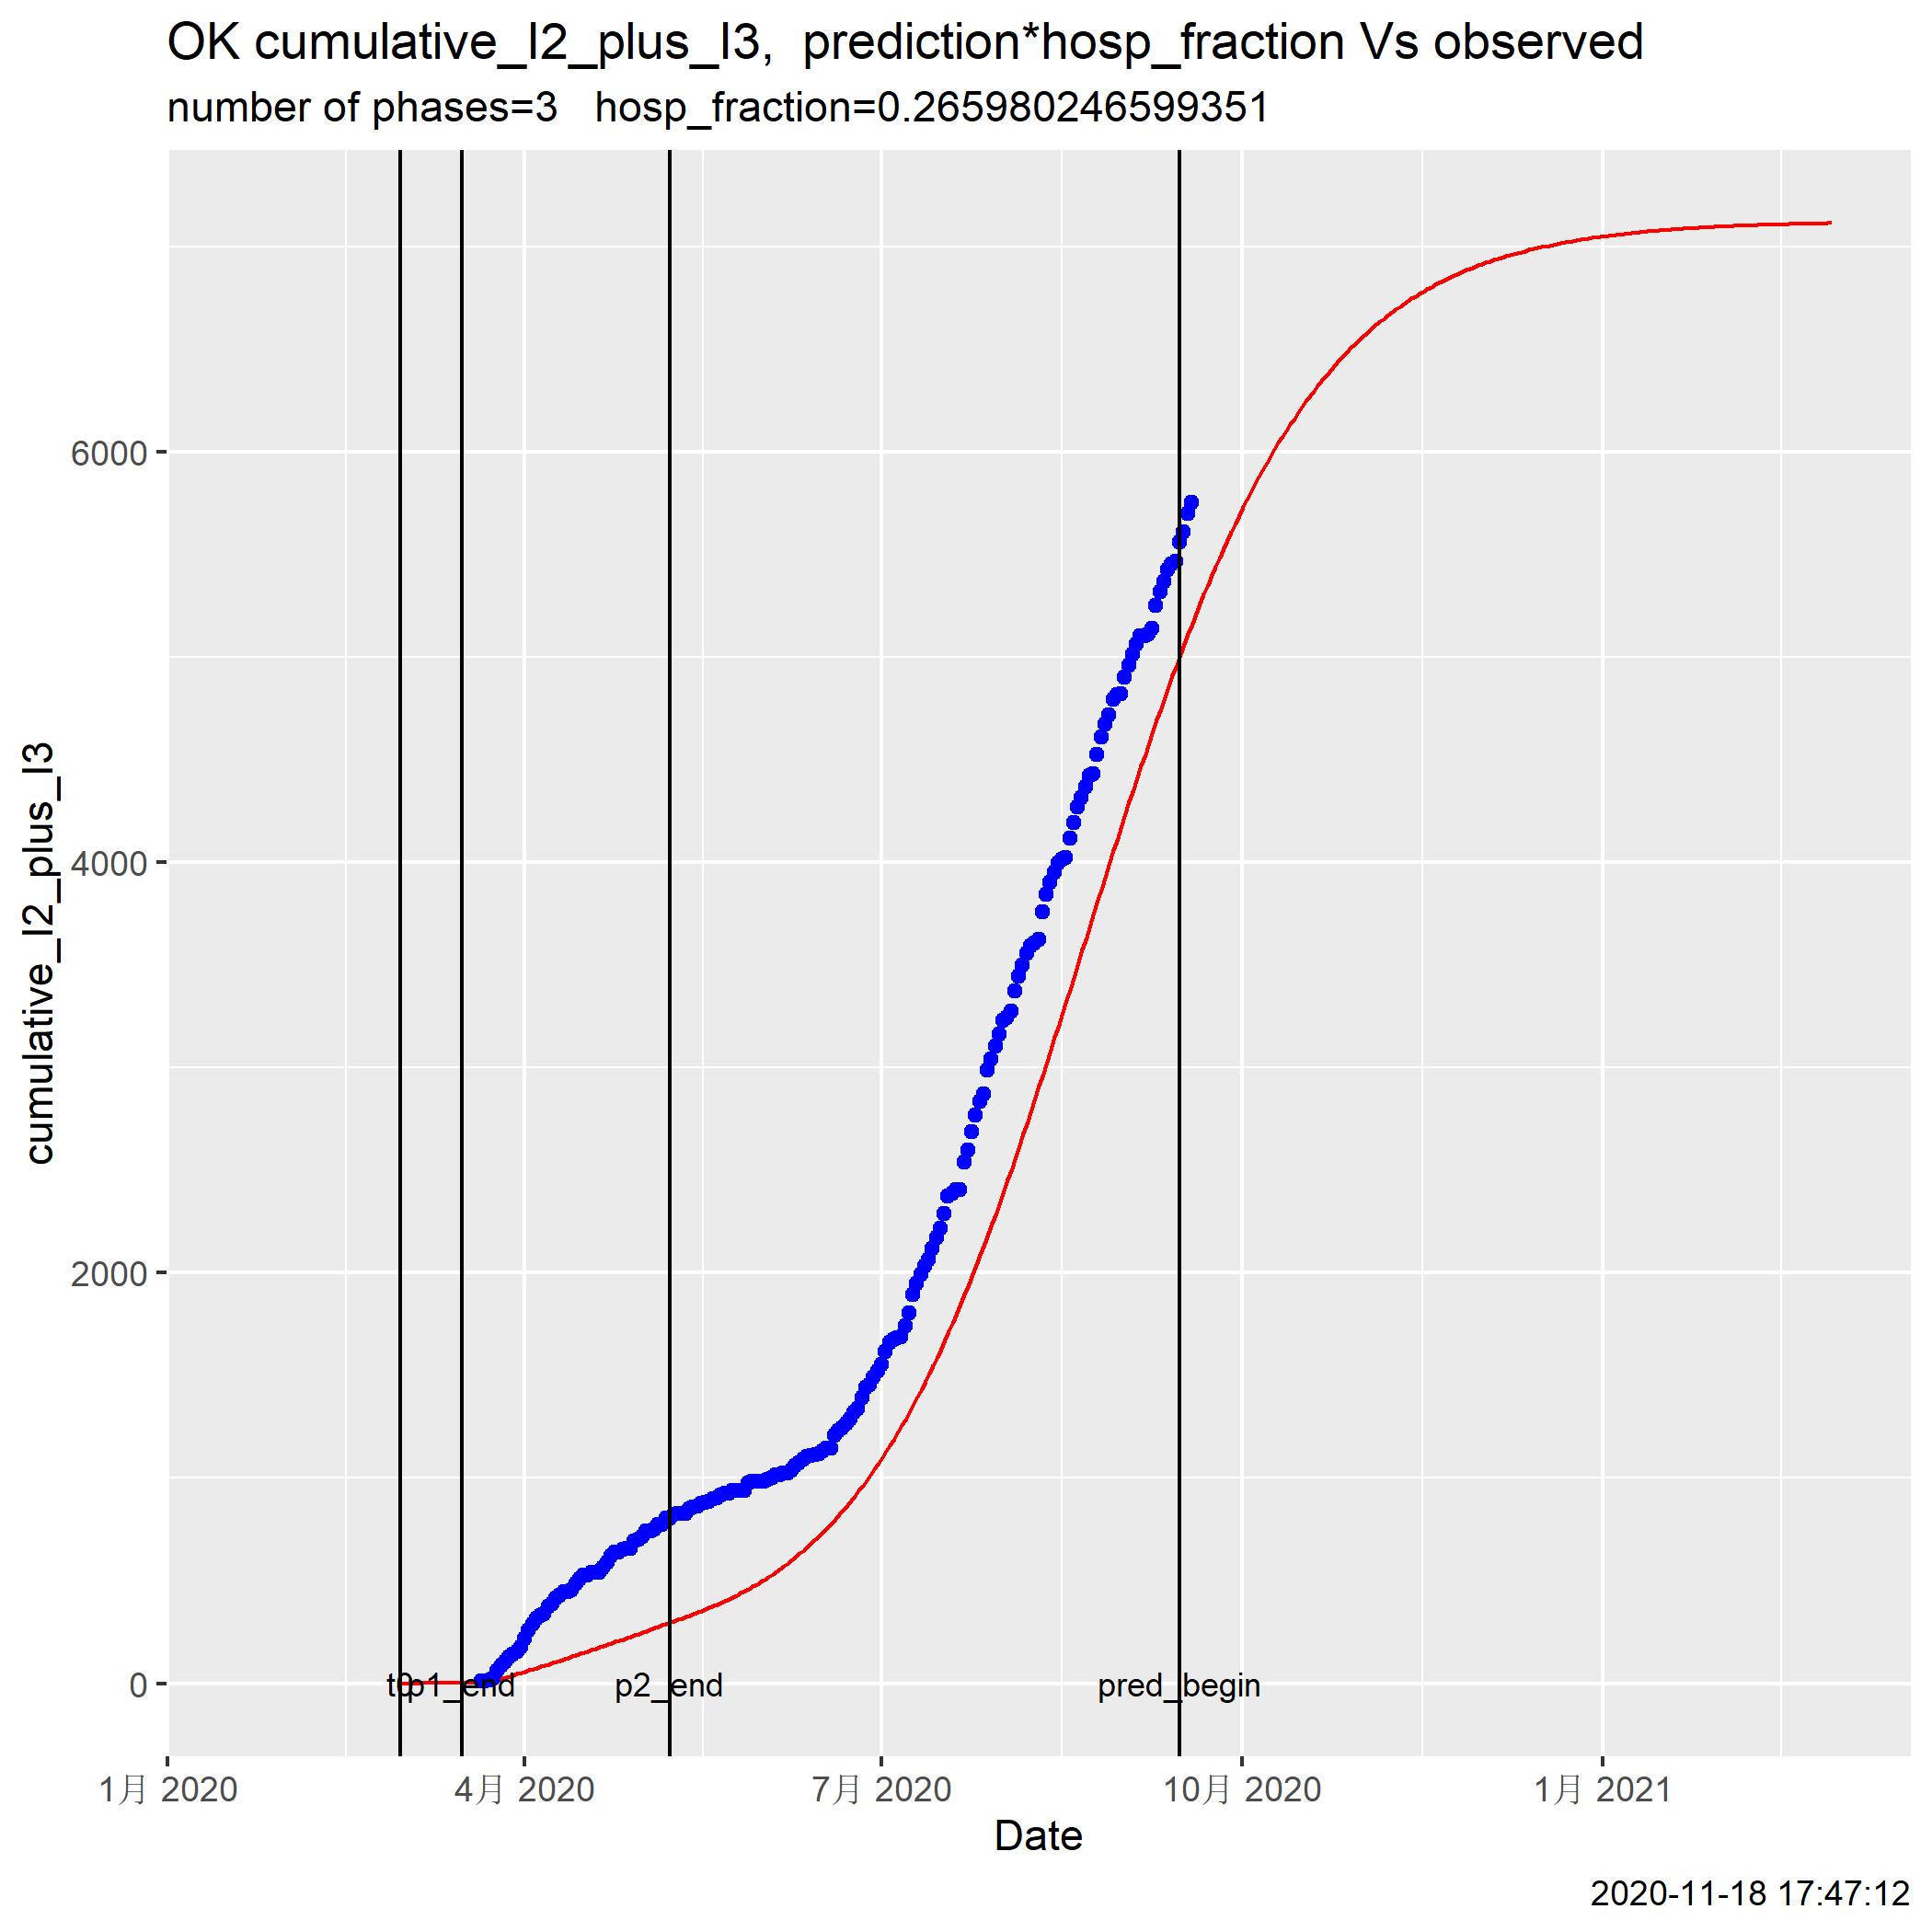 OK cumulative_I2_plus_I3,  prediction*hosp_fraction Vs observed
number of phases=3   hosp_fraction=0.265980246599351
cumulative_I2_plus_I3
6000
4000
2000
0
t0
p1_end
p2_end
pred_begin
1月 2020
4月 2020
7月 2020
10月 2020
1月 2021
Date
2020-11-18 17:47:12